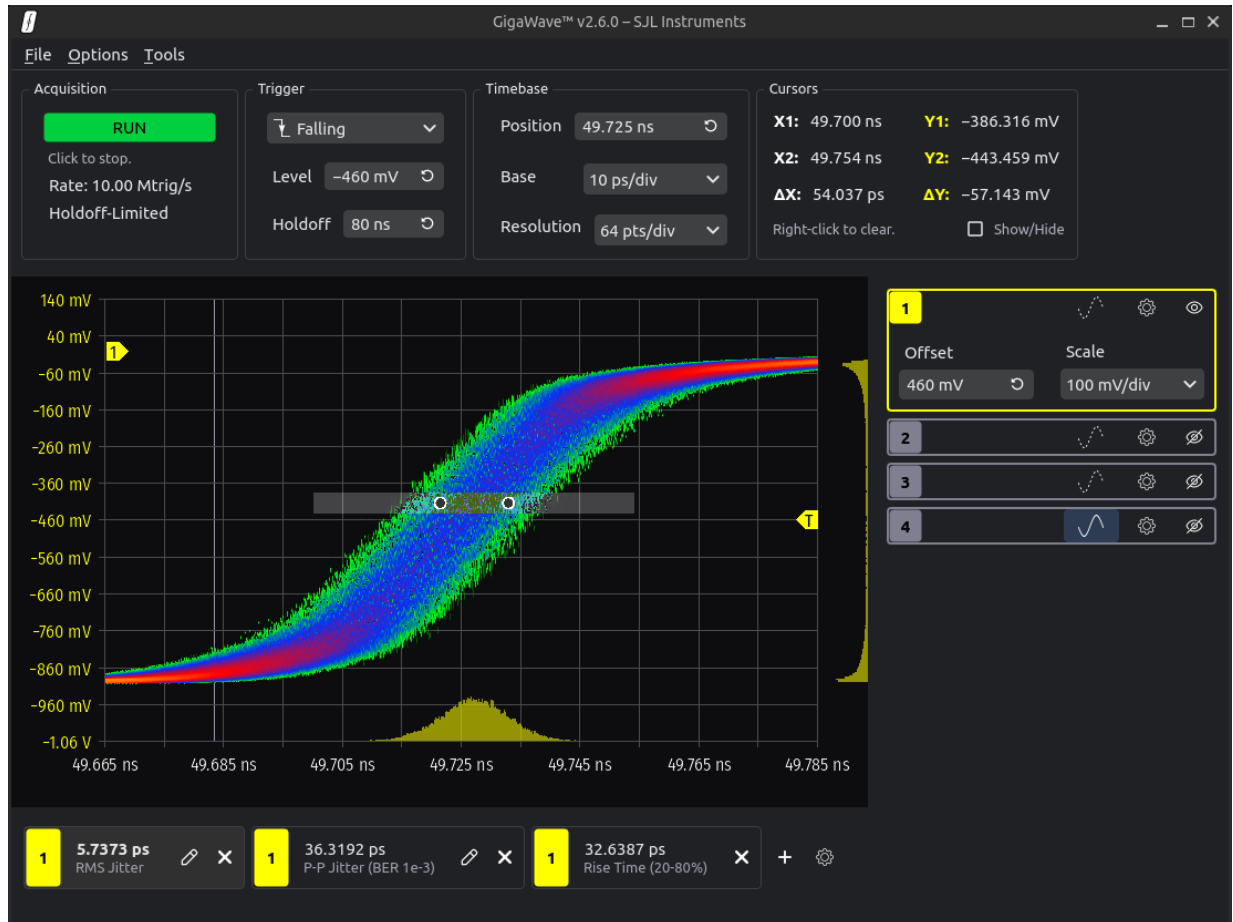 GigaWave™ v2.6.0 – SJL Instruments
File Options Tools
Acquisition
RUN
Click to stop.
Rate: 10.00 Mtrig/s
Holdoff-Limited
Trigger
Falling
Level −460 mV
Holdoff 80 ns
Timebase
Position 49.725 ns
Base 10 ps/div
Resolution 64 pts/div
Cursors
X1: 49.700 ns Y1: −386.316 mV
X2: 49.754 ns Y2: −443.459 mV
ΔX: 54.037 ps ΔY: −57.143 mV
Right-click to clear. Show/Hide
140 mV
40 mV
1
−60 mV
−160 mV
−260 mV
−360 mV
−460 mV
T
−560 mV
−660 mV
−760 mV
−860 mV
−960 mV
−1.06 V
49.665 ns 49.685 ns 49.705 ns 49.725 ns 49.745 ns 49.765 ns 49.785 ns
1
Offset Scale
460 mV 100 mV/div
2
3
4
1 5.7373 ps
RMS Jitter
1 36.3192 ps
P-P Jitter (BER 1e-3)
1 32.6387 ps
Rise Time (20-80%)